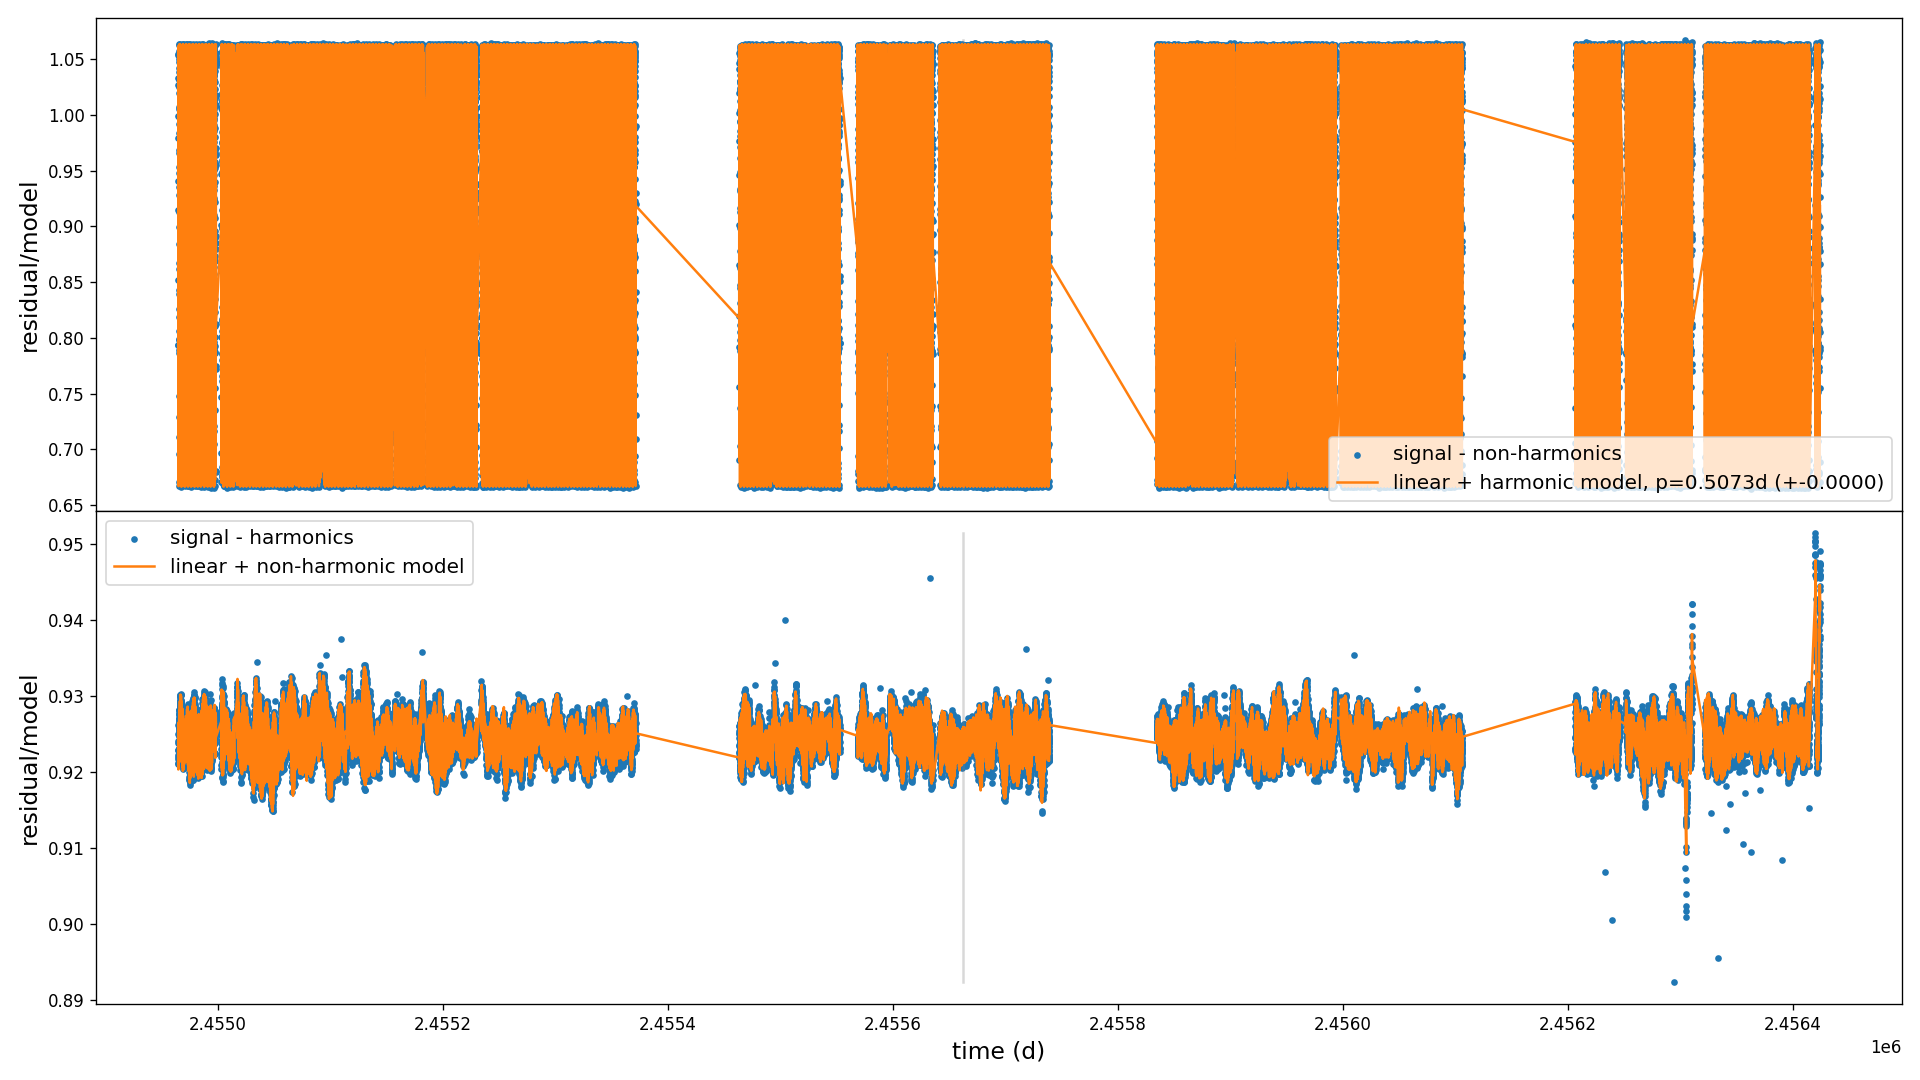 1.05
1.00
0.95
0.90
0.85
0.80
0.75
0.70
0.65
residual/model
signal - non-harmonics
linear + harmonic model, p=0.5073d (+-0.0000)
signal - harmonics
linear + non-harmonic model
0.95
0.94
0.93
0.92
0.91
0.90
0.89
residual/model
2.4550 2.4552 2.4554 2.4556 2.4558 2.4560 2.4562 2.4564
1e6
time (d)